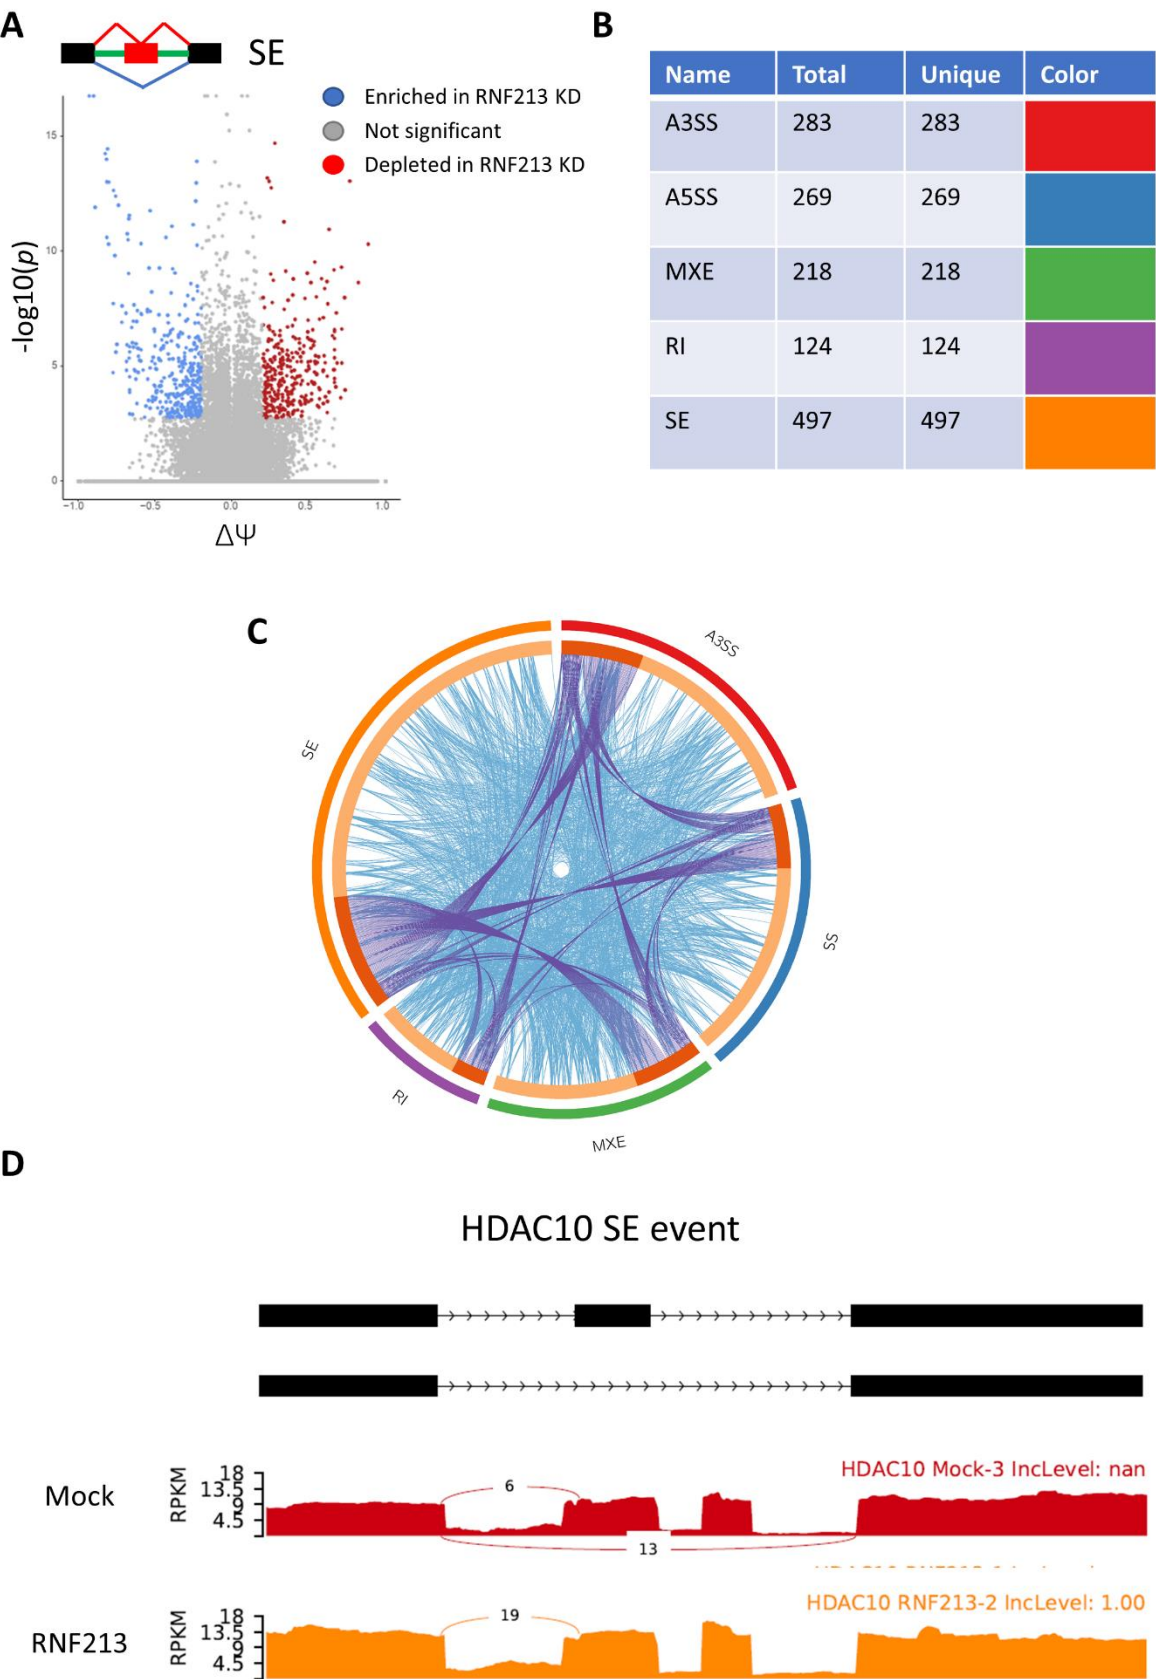 A
SE
Enriched in RNF213 KD
Not significant
Depleted in RNF213 KD
-log10(p)
15
10
5
0
−1.0 −0.5 0.0 0.5 1.0
ΔΨ
B
Name Total Unique Color
A3SS 283 283
A5SS 269 269
MXE 218 218
RI 124 124
SE 497 497
C
A3SS
SE
SS
RI
MXE
D
HDAC10 SE event
Mock
RPKM
18
13.5
9
4.5
HDAC10 Mock-3 IncLevel: nan
6
13
HDAC10 RNF213-2 IncLevel: 1.00
RNF213
RPKM
18
13.5
9
4.5
19